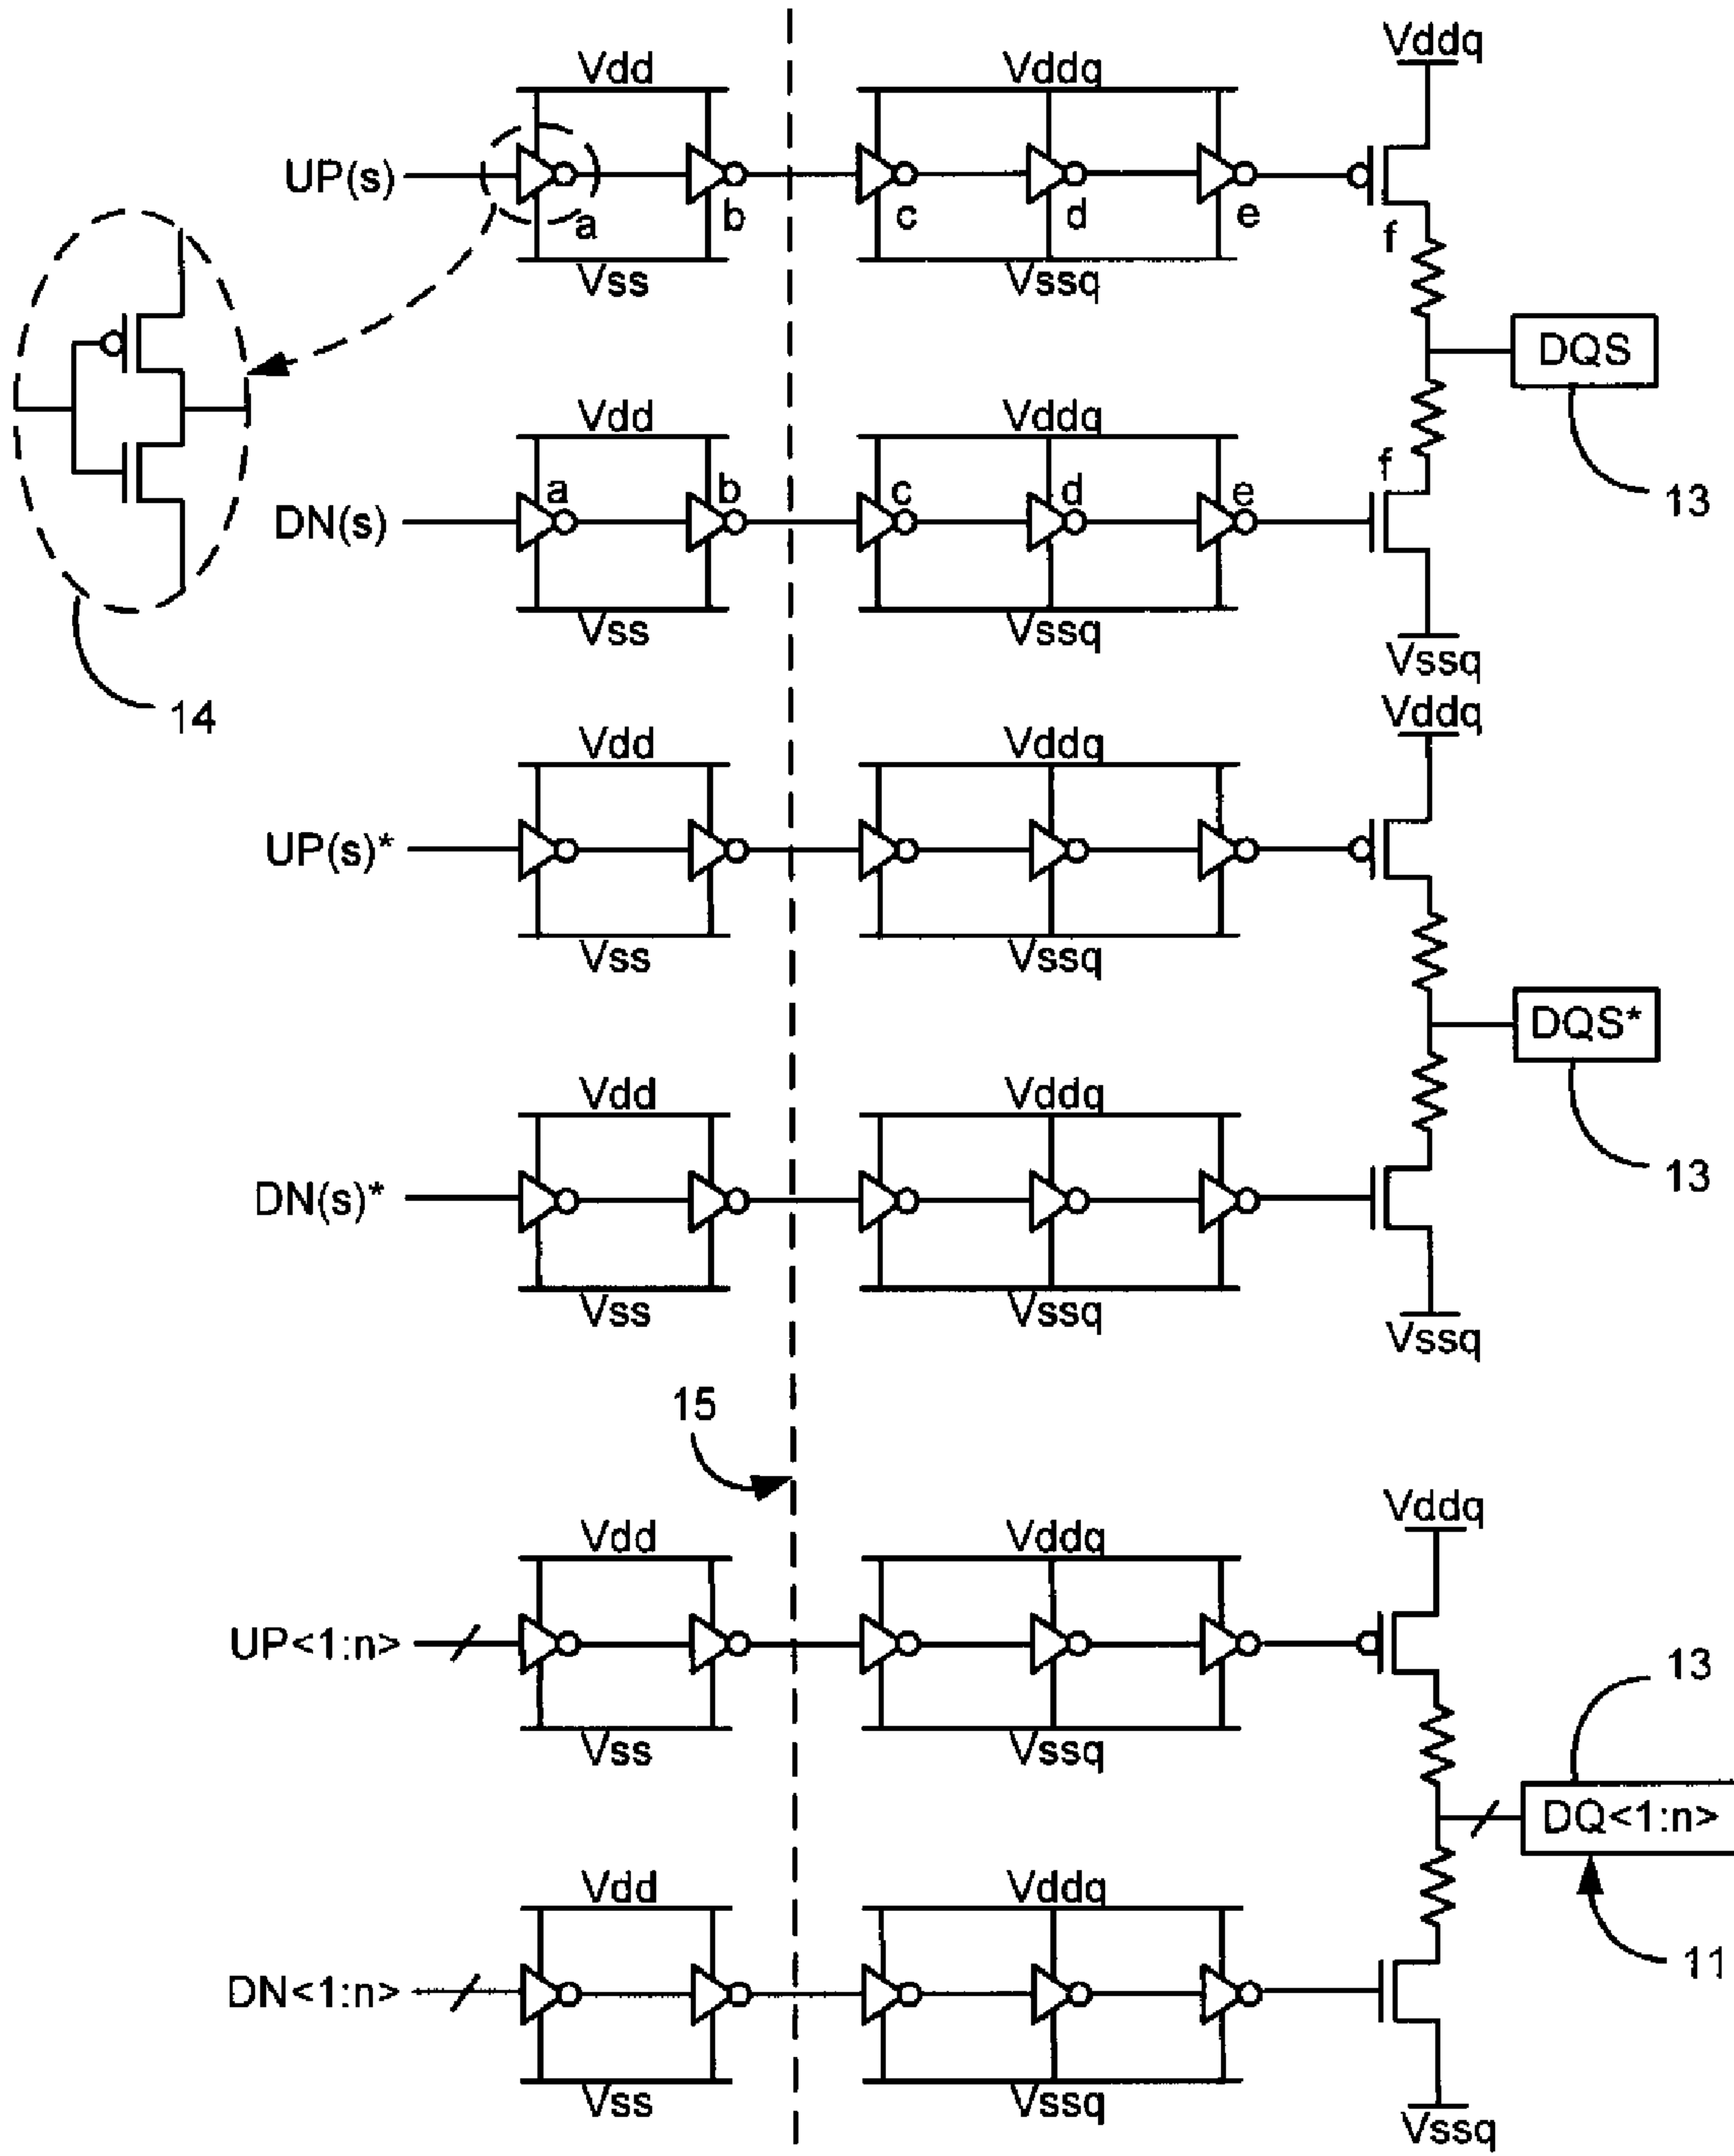 Vddq
Vdd Vddq
UP(s)
a b c d e f
Vss Vssq
DQS
13
Vdd Vddq
f
a b c d e
DN(s)
Vss Vssq
Vssq
14
Vddq
Vdd Vddq
UP(s)*
Vss Vssq
DQS*
13
Vdd Vddq
DN(s)*
Vss Vssq
Vssq
15
Vddq
Vdd Vddq
UP<1:n>
13
Vss Vssq
DQ<1:n>
Vdd Vddq
11
DN<1:n>
Vss Vssq
Vssq